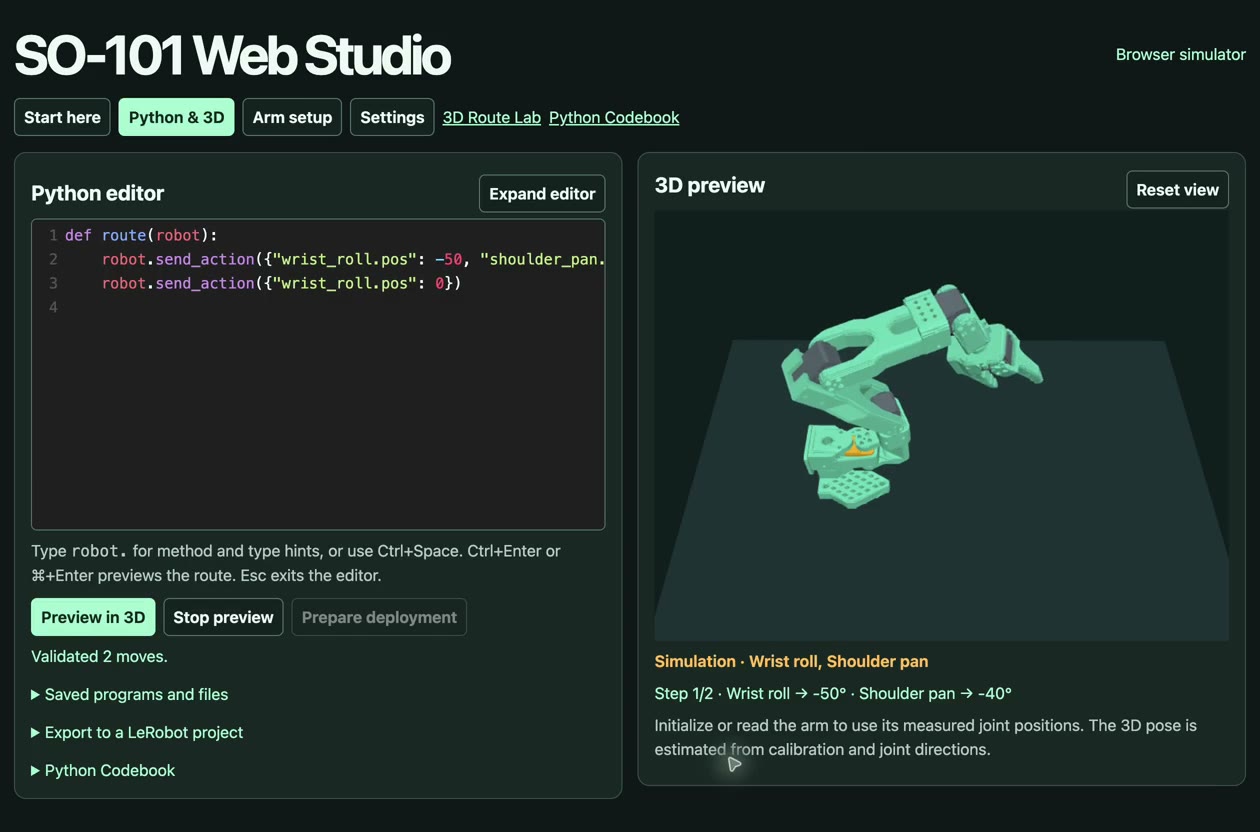 SO-101 Web Studio
Browser simulator
Start here
Python & 3D
Arm setup
Settings
3D Route Lab
Python Codebook
Python editor
Expand editor
1 def route(robot):
2     robot.send_action({"wrist_roll.pos": -50, "shoulder_pan.
3     robot.send_action({"wrist_roll.pos": 0})
4
Type robot. for method and type hints, or use Ctrl+Space. Ctrl+Enter or
⌘+Enter previews the route. Esc exits the editor.
Preview in 3D
Stop preview
Prepare deployment
Validated 2 moves.
▶ Saved programs and files
▶ Export to a LeRobot project
▶ Python Codebook
3D preview
Reset view
Simulation · Wrist roll, Shoulder pan
Step 1/2 · Wrist roll → -50° · Shoulder pan → -40°
Initialize or read the arm to use its measured joint positions. The 3D pose is
estimated from calibration and joint directions.